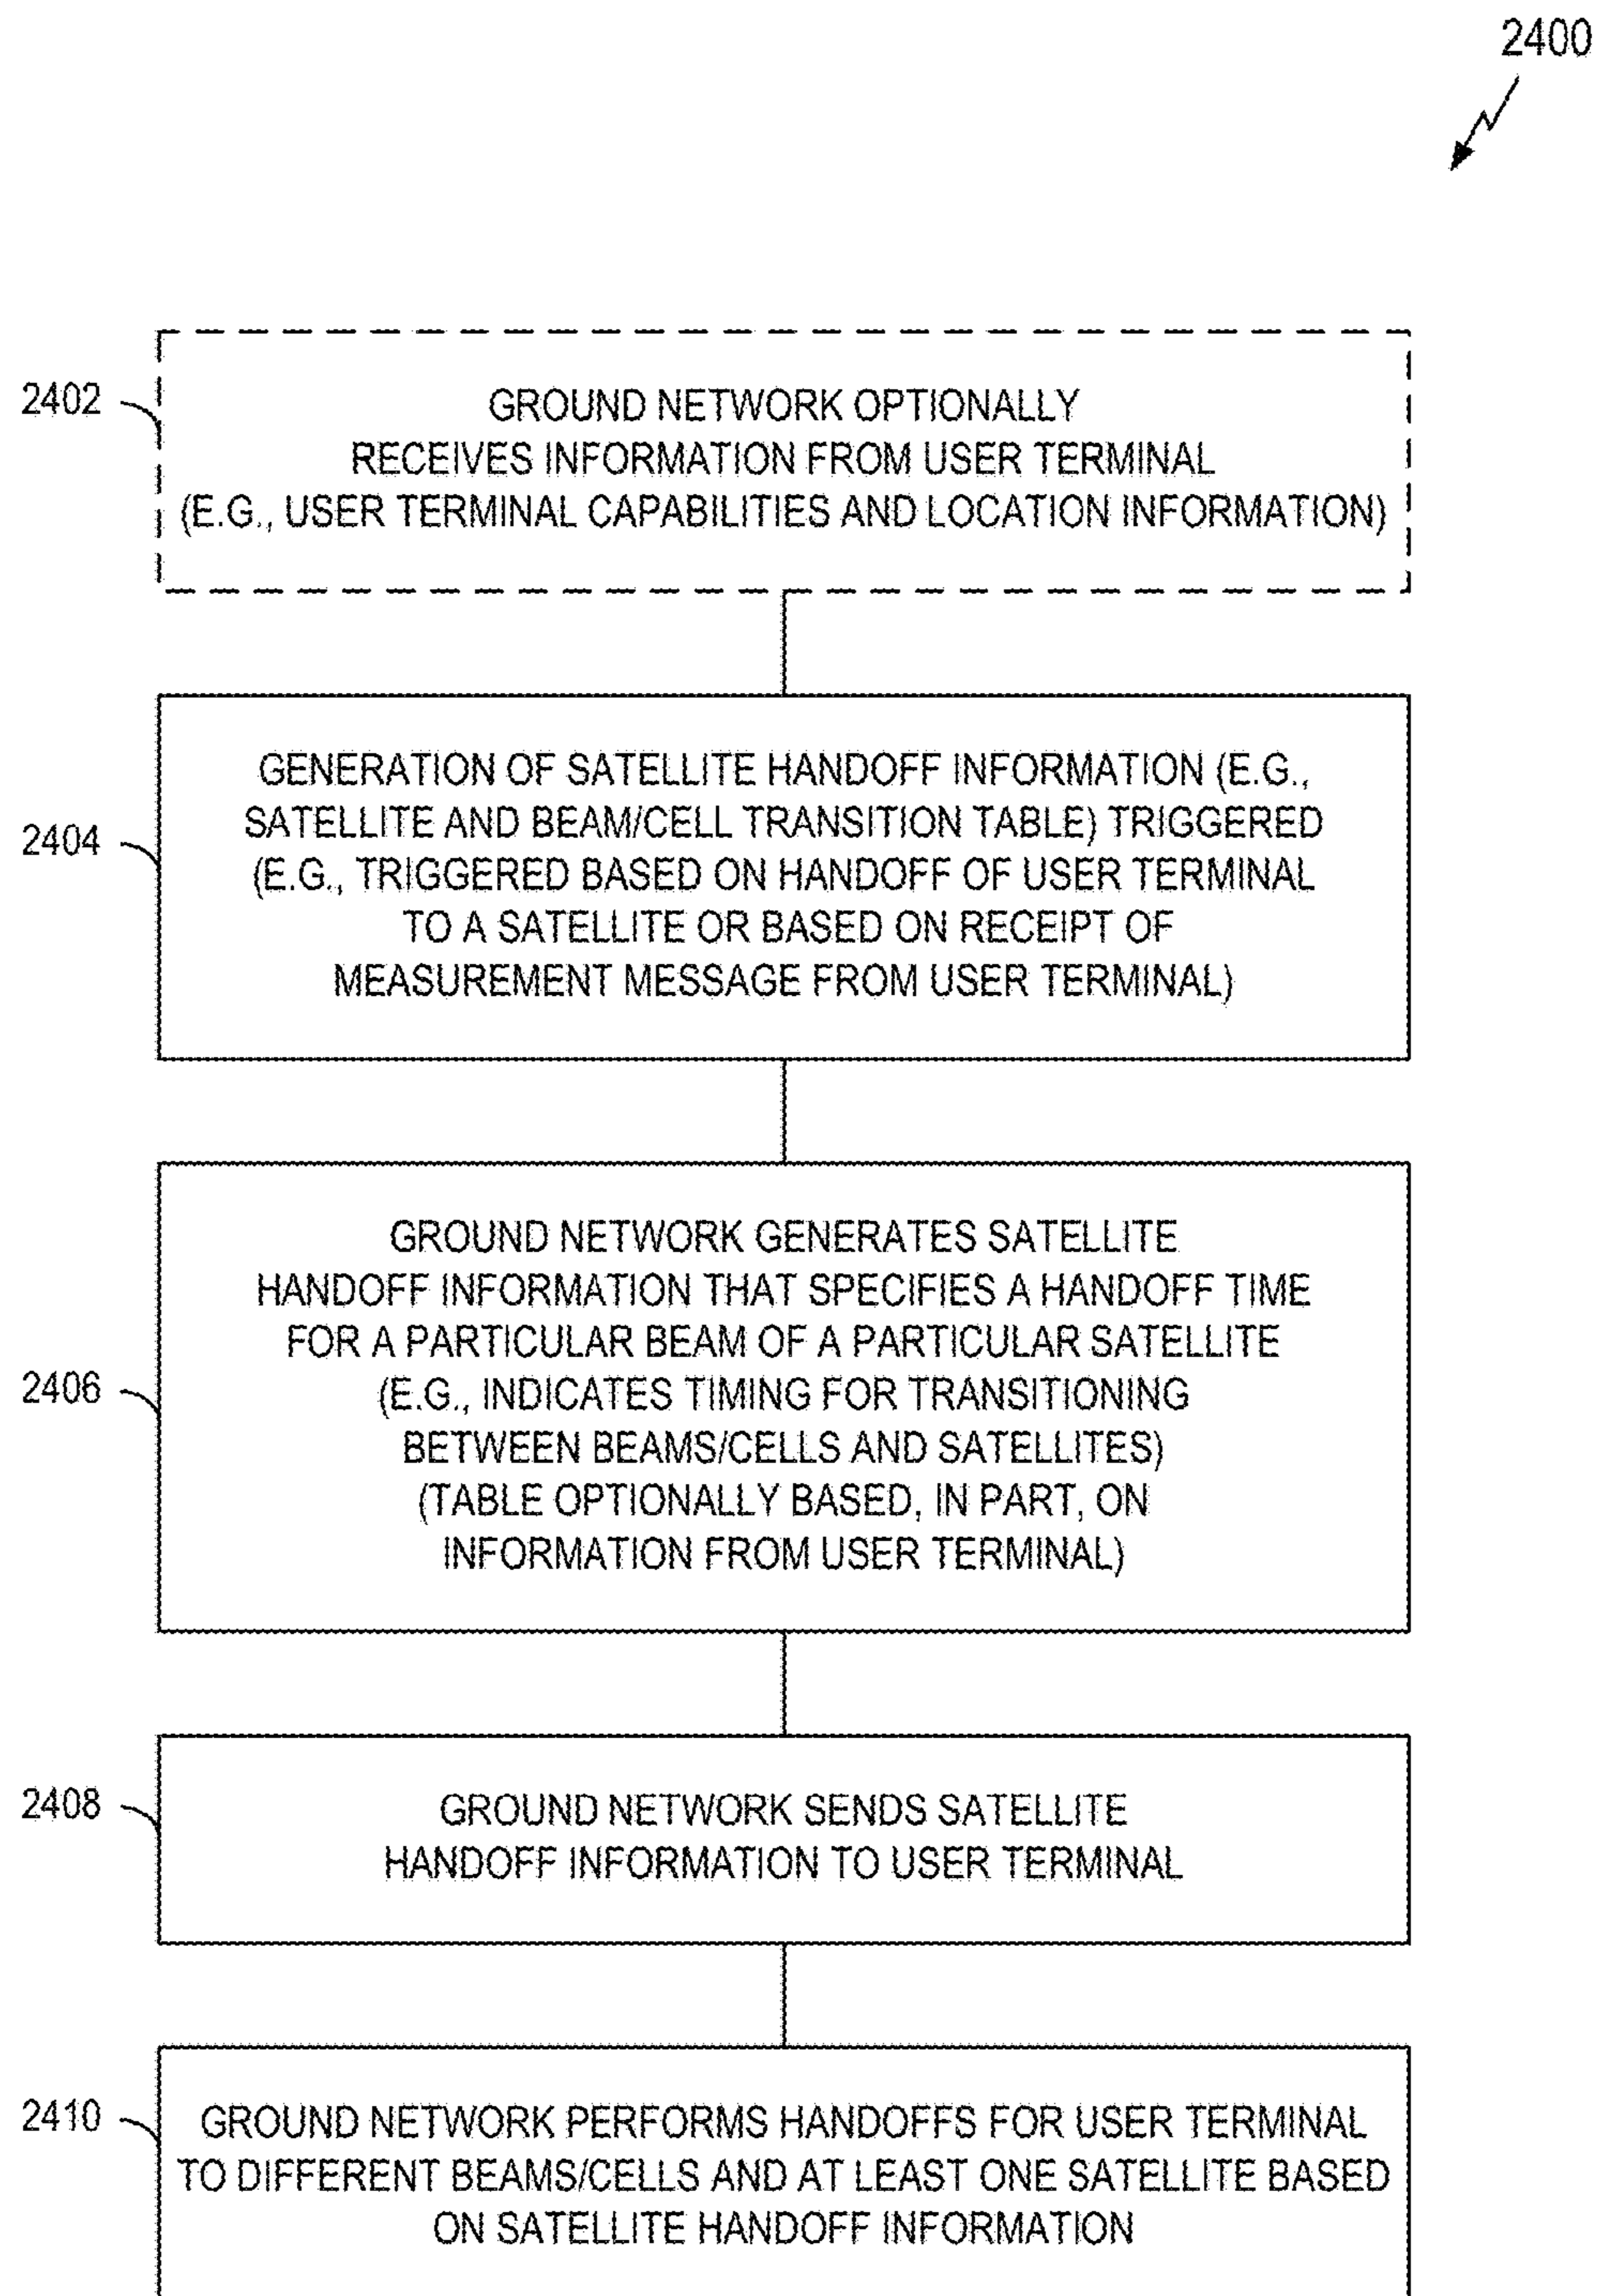 2400
2402
GROUND NETWORK OPTIONALLY
RECEIVES INFORMATION FROM USER TERMINAL
(E.G., USER TERMINAL CAPABILITIES AND LOCATION INFORMATION)
2404
GENERATION OF SATELLITE HANDOFF INFORMATION (E.G.,
SATELLITE AND BEAM/CELL TRANSITION TABLE) TRIGGERED
(E.G., TRIGGERED BASED ON HANDOFF OF USER TERMINAL
TO A SATELLITE OR BASED ON RECEIPT OF
MEASUREMENT MESSAGE FROM USER TERMINAL)
2406
GROUND NETWORK GENERATES SATELLITE
HANDOFF INFORMATION THAT SPECIFIES A HANDOFF TIME
FOR A PARTICULAR BEAM OF A PARTICULAR SATELLITE
(E.G., INDICATES TIMING FOR TRANSITIONING
BETWEEN BEAMS/CELLS AND SATELLITES)
(TABLE OPTIONALLY BASED, IN PART, ON
INFORMATION FROM USER TERMINAL)
2408
GROUND NETWORK SENDS SATELLITE
HANDOFF INFORMATION TO USER TERMINAL
2410
GROUND NETWORK PERFORMS HANDOFFS FOR USER TERMINAL
TO DIFFERENT BEAMS/CELLS AND AT LEAST ONE SATELLITE BASED
ON SATELLITE HANDOFF INFORMATION